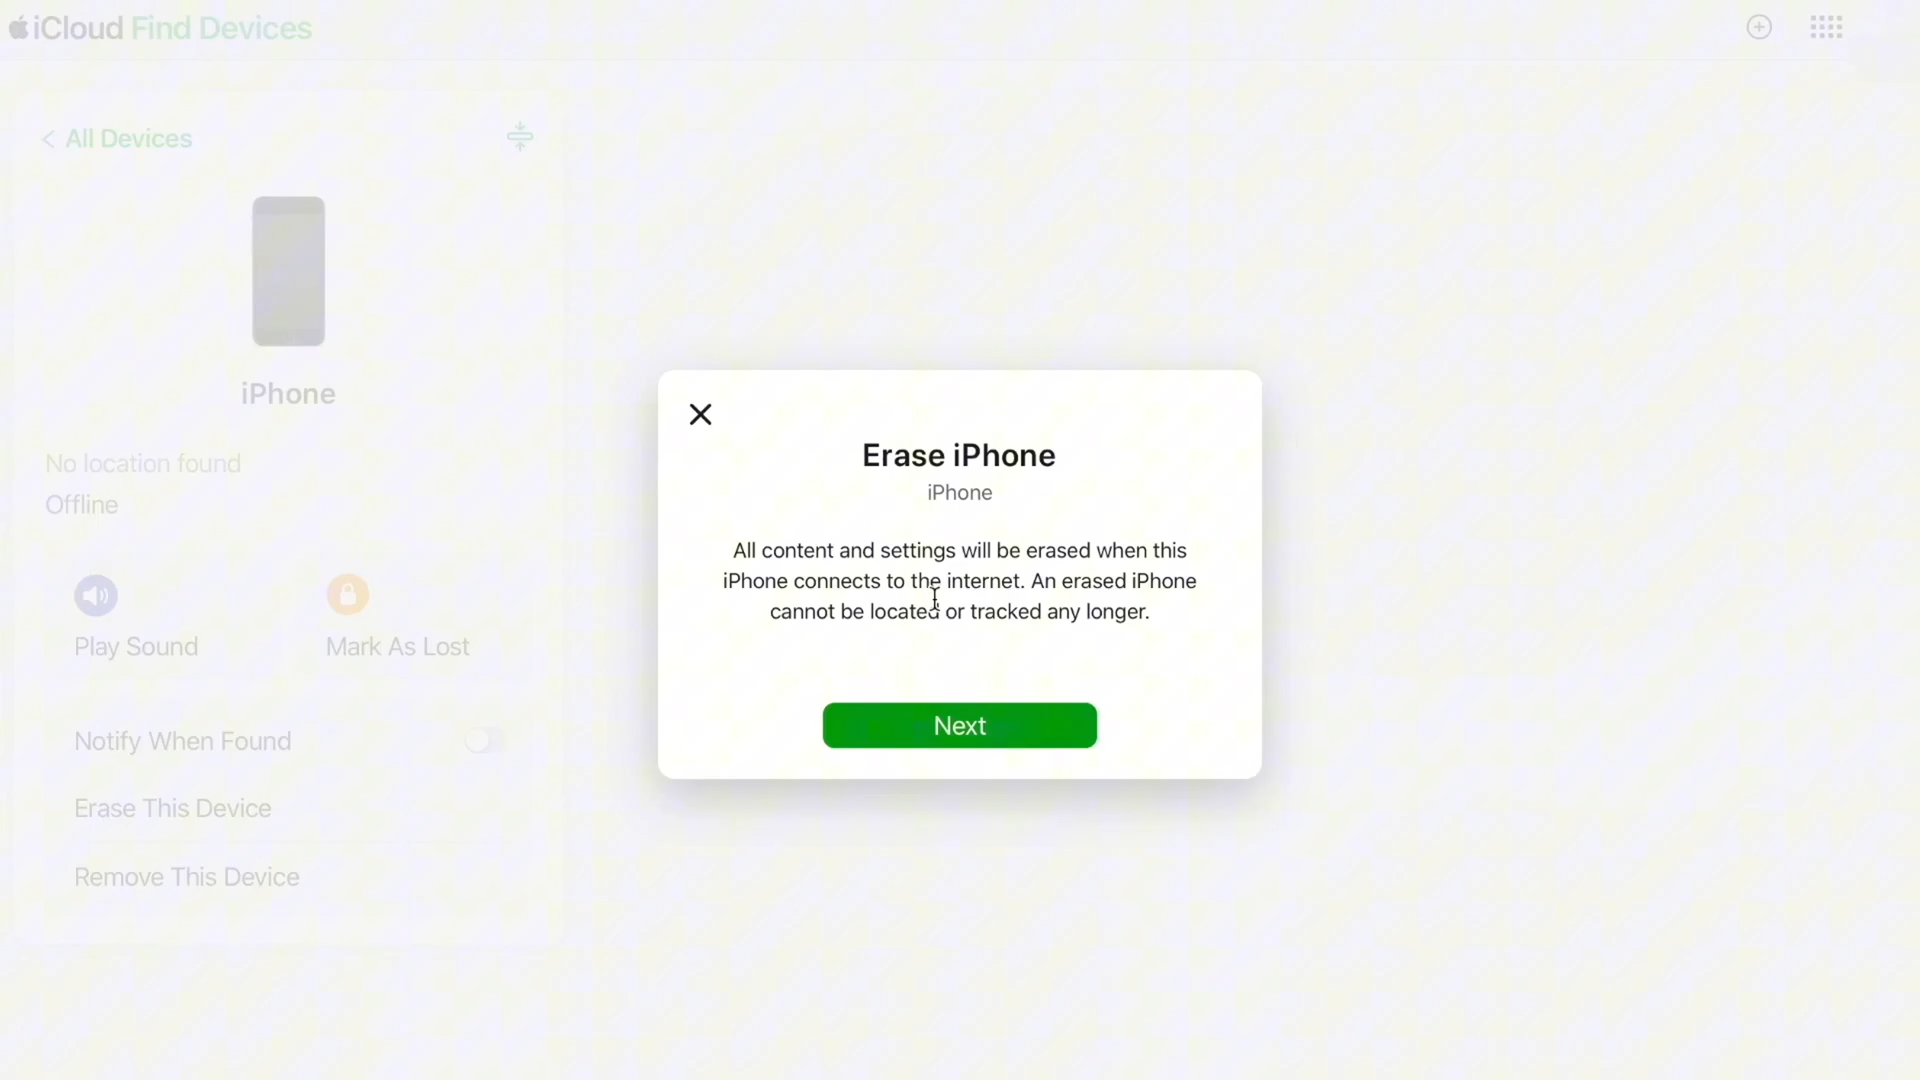 iCloud Find Devices
All Devices
iPhone
No location found
Offline
Play Sound
Mark As Lost
Notify When Found
Erase This Device
Remove This Device
Erase iPhone
iPhone
All content and settings will be erased when this
iPhone connects to the internet. An erased iPhone
cannot be located or tracked any longer.
Next